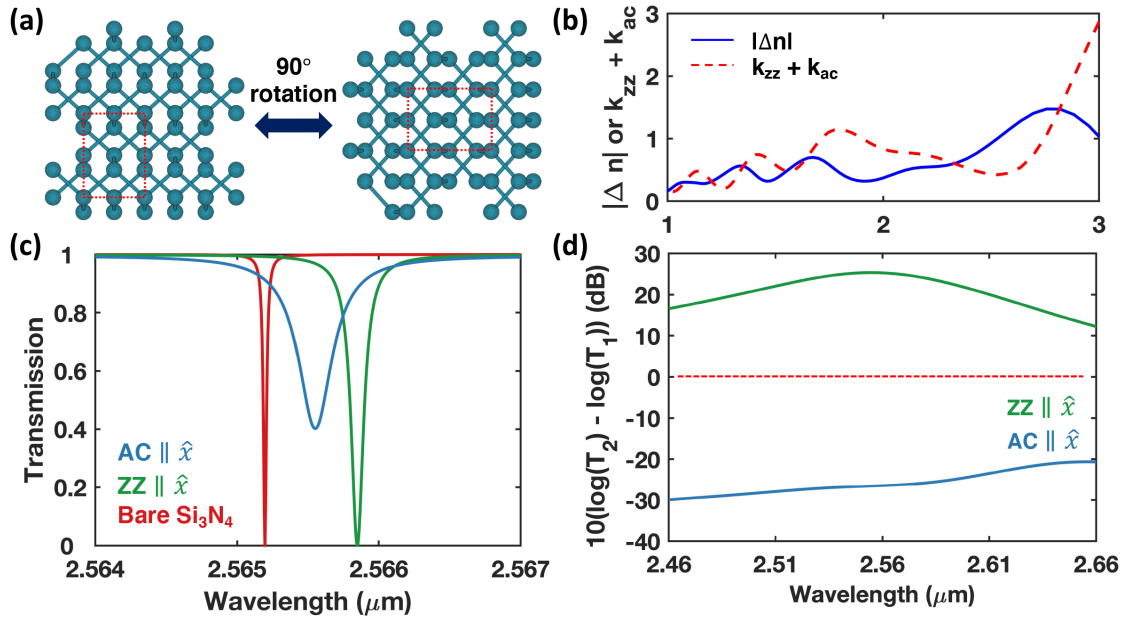 (a)
90°
rotation
(b)
|Δ n| or k_zz + k_ac
3
2
1
0
|Δn|
k_zz + k_ac
1
2
3
(c)
Transmission
1
0.8
0.6
0.4
0.2
0
AC ∥ x̂
ZZ ∥ x̂
Bare Si₃N₄
2.564
2.565
2.566
2.567
Wavelength (μm)
(d)
10(log(T₂) - log(T₁)) (dB)
30
20
10
0
-10
-20
-30
-40
ZZ ∥ x̂
AC ∥ x̂
2.46
2.51
2.56
2.61
2.66
Wavelength (μm)